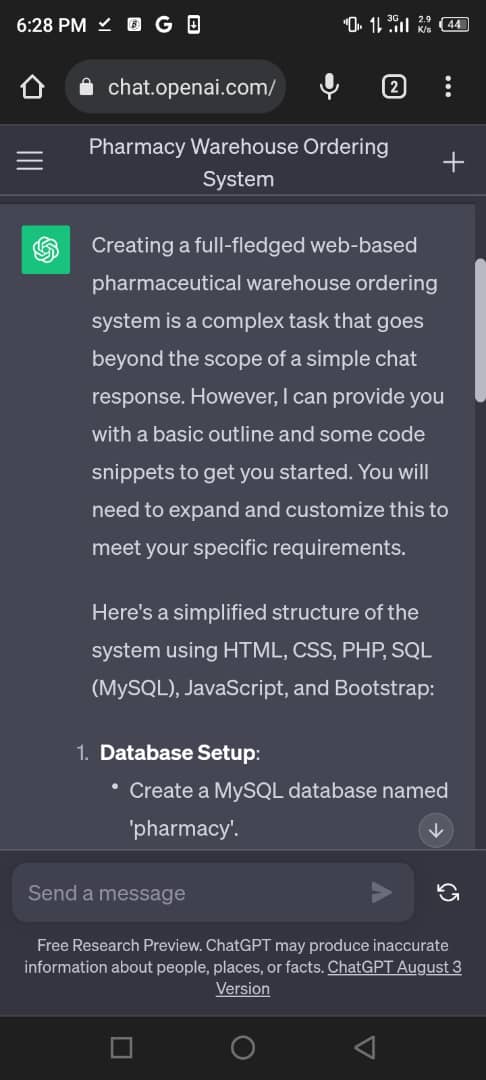 6:28 PM
3G
2.9
K/s
44
chat.openai.com/
2
Pharmacy Warehouse Ordering
System
Creating a full-fledged web-based
pharmaceutical warehouse ordering
system is a complex task that goes
beyond the scope of a simple chat
response. However, I can provide you
with a basic outline and some code
snippets to get you started. You will
need to expand and customize this to
meet your specific requirements.
Here's a simplified structure of the
system using HTML, CSS, PHP, SQL
(MySQL), JavaScript, and Bootstrap:
1. Database Setup:
• Create a MySQL database named
'pharmacy'.
Send a message
Free Research Preview. ChatGPT may produce inaccurate
information about people, places, or facts. ChatGPT August 3
Version